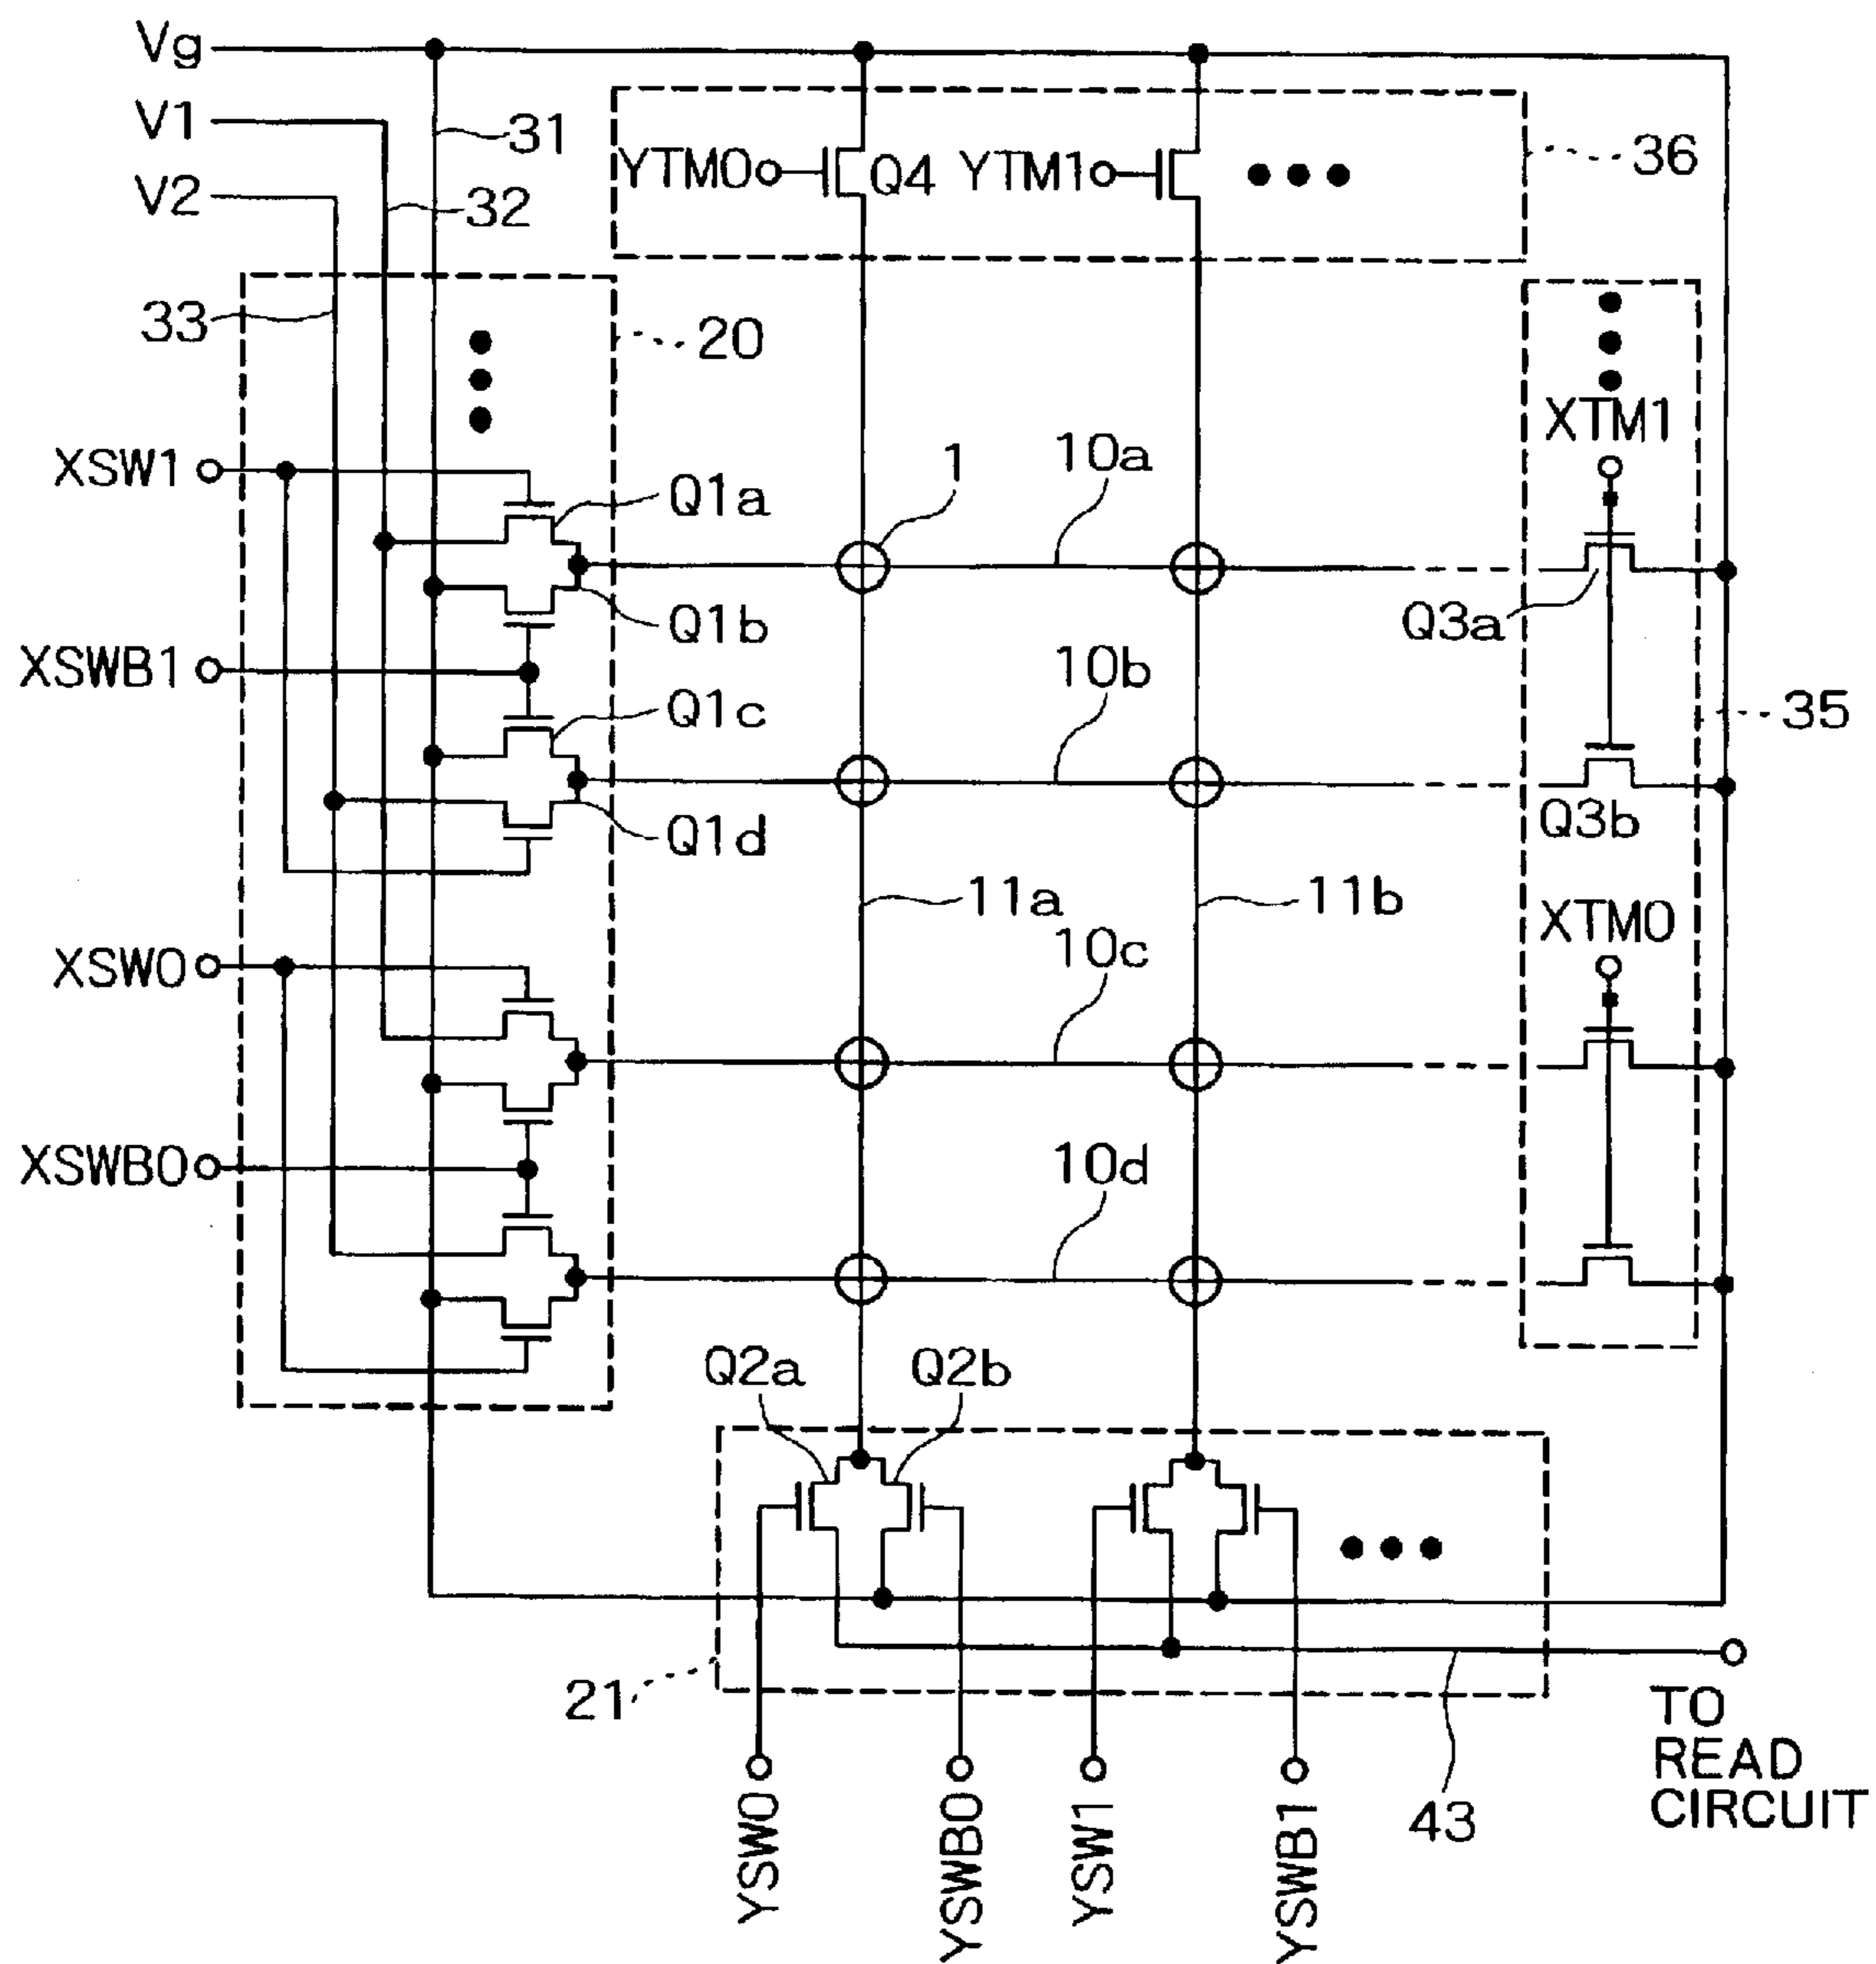 Vg
V1
31
36
YTM0
Q4
YTM1
V2
32
33
20
XTM1
XSW1
10a
1
Q1a
Q1b
Q3a
XSWB1
10b
Q1c
35
Q1d
Q3b
11a
11b
XTM0
XSW0
10c
XSWB0
10d
Q2a
Q2b
21
TO
READ
CIRCUIT
43
YSW0
YSWB0
YSW1
YSWB1